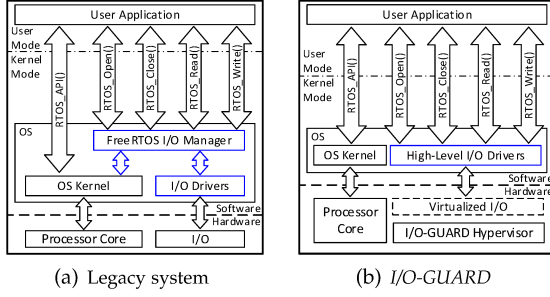 User Application
User
Mode
Kernel
Mode
RTOS_API()
RTOS_Open()
RTOS_Close()
RTOS_Read()
RTOS_Write()
OS
FreeRTOS I/O Manager
OS Kernel
I/O Drivers
Software
Hardware
Processor Core
I/O
(a) Legacy system
User Application
User
Mode
Kernel
Mode
RTOS_API()
RTOS_Open()
RTOS_Close()
RTOS_Read()
RTOS_Write()
OS
OS Kernel
High-Level I/O Drivers
Software
Hardware
Processor
Core
Virtualized I/O
I/O-GUARD Hypervisor
(b) I/O-GUARD